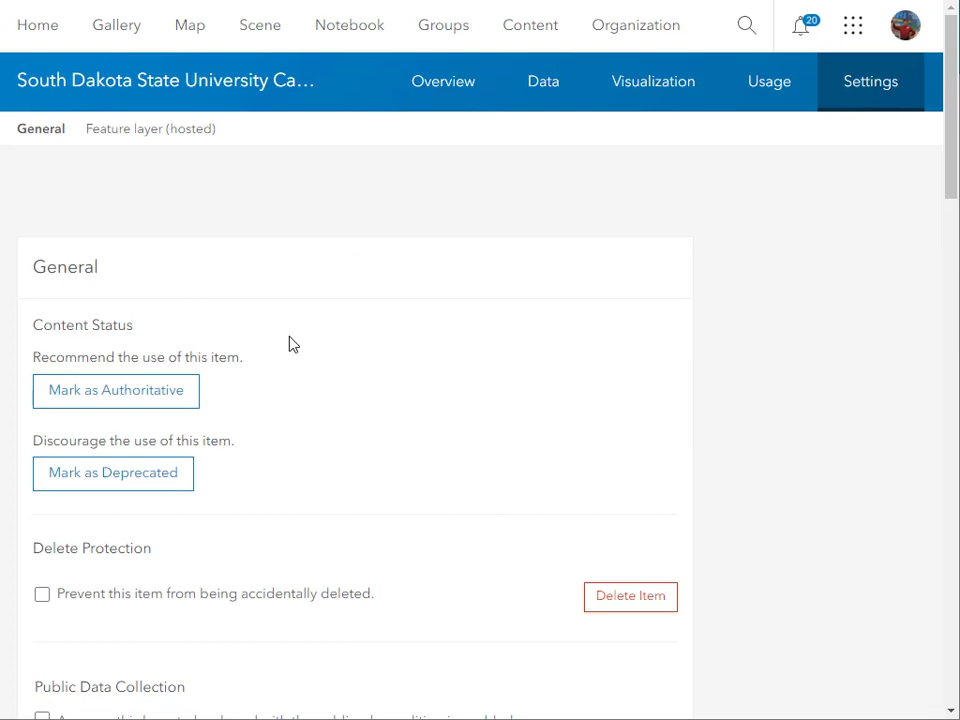 Home Gallery Map Scene Notebook Groups Content Organization 20
South Dakota State University Ca... Overview Data Visualization Usage Settings
General Feature layer (hosted)
General
Content Status
Recommend the use of this item.
Mark as Authoritative
Discourage the use of this item.
Mark as Deprecated
Delete Protection
Prevent this item from being accidentally deleted. Delete Item
Public Data Collection